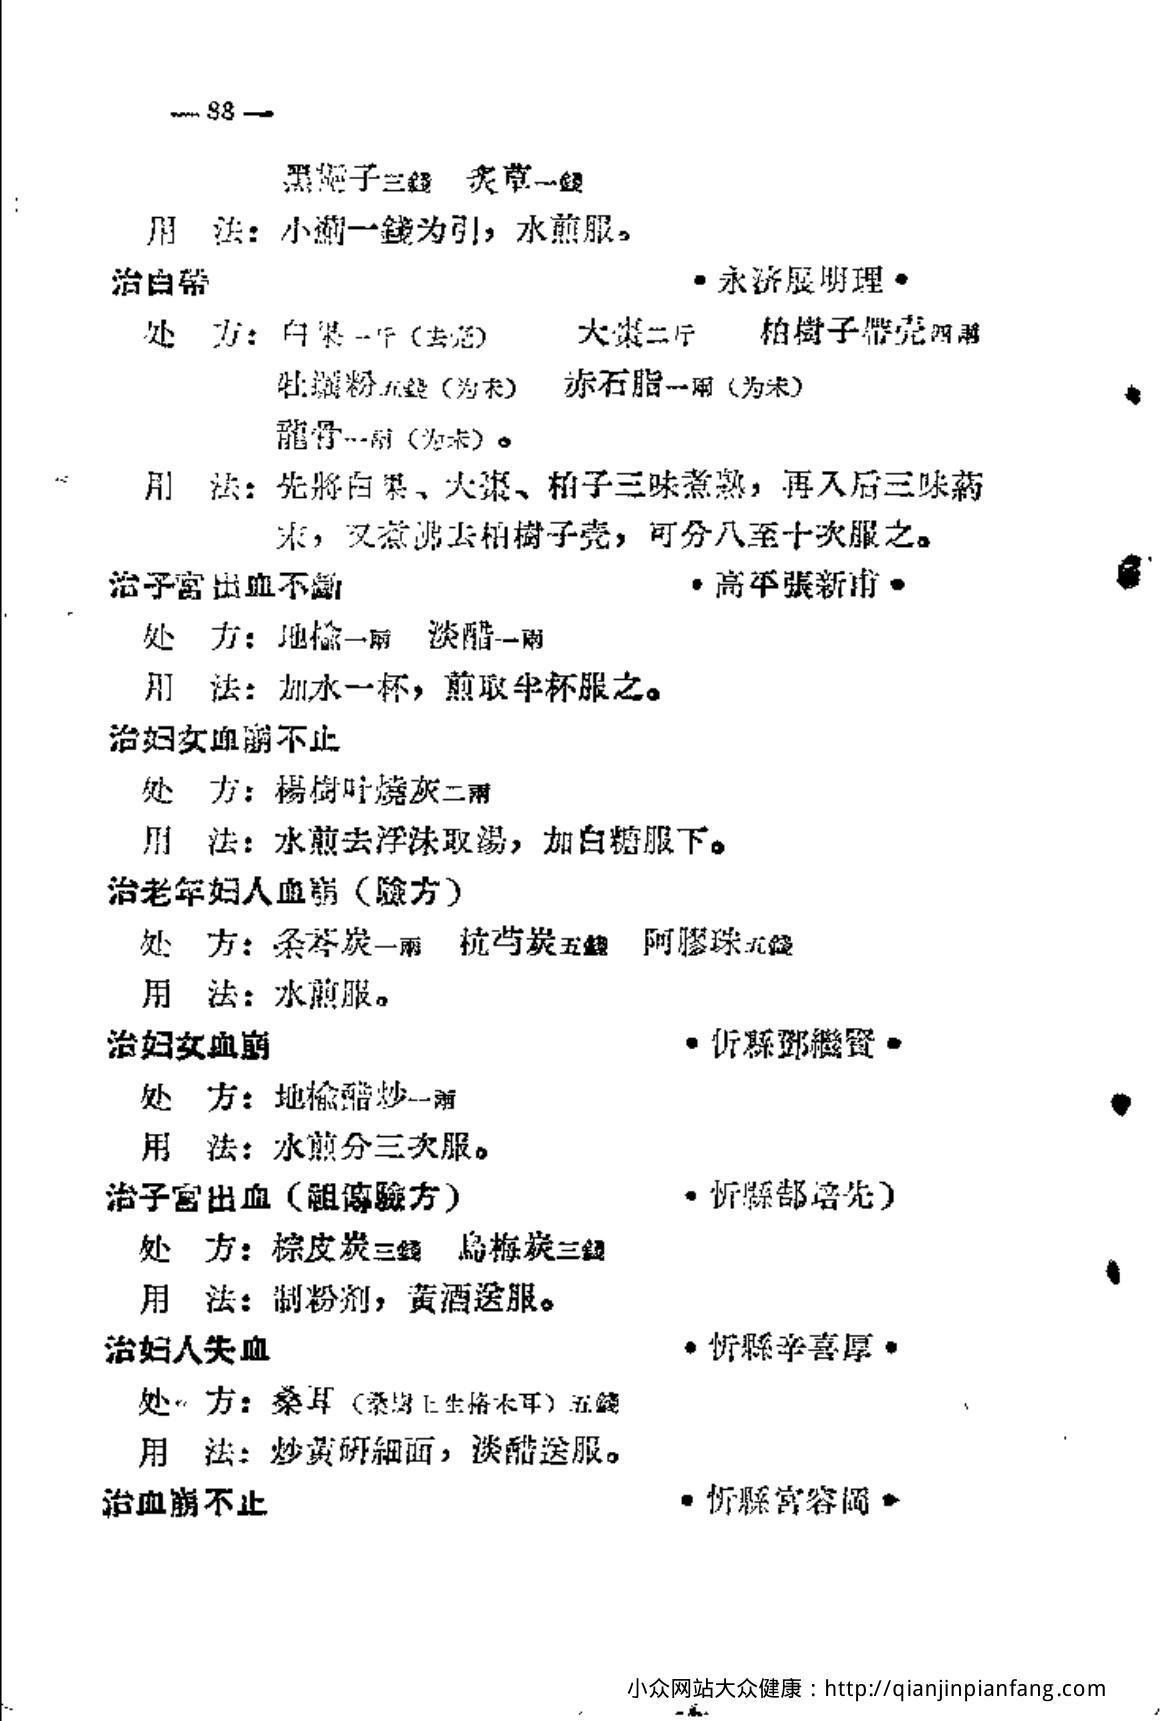 — 88 —
黑梔子三錢　炙草一錢
用　法：小薊一錢为引，水煎服。
治白帶　•永济展明理•
处　方：白果一斤（去壳）　大棗二斤　柏樹子帶壳四兩
牡蠣粉五錢（为末）　赤石脂一兩（为末）
龍骨一兩（为末）。
用　法：先將白果、大棗、柏子三味煮熟，再入后三味葯
末，又煮沸去柏樹子壳，可分八至十次服之。
治子宮出血不斷　•高平張新甫•
处　方：地榆一兩　淡醋一兩
用　法：加水一杯，煎取半杯服之。
治妇女血崩不止
处　方：楊樹叶燒灰二兩
用　法：水煎去浮沫取湯，加白糖服下。
治老年妇人血崩（驗方）
处　方：条芩炭一兩　杭芍炭五錢　阿膠珠五錢
用　法：水煎服。
治妇女血崩　•忻縣鄧繼賢•
处　方：地榆醋炒一兩
用　法：水煎分三次服。
治子宮出血（祖傳驗方）　•忻縣郜培先）
处　方：棕皮炭三錢　烏梅炭三錢
用　法：制粉剂，黃酒送服。
治妇人失血　•忻縣辛喜厚•
处　方：桑耳（桑樹上生的木耳）五錢
用　法：炒黃研細面，淡醋送服。
治血崩不止　•忻縣宮容岡•
小众网站大众健康：http://qianjinpianfang.com